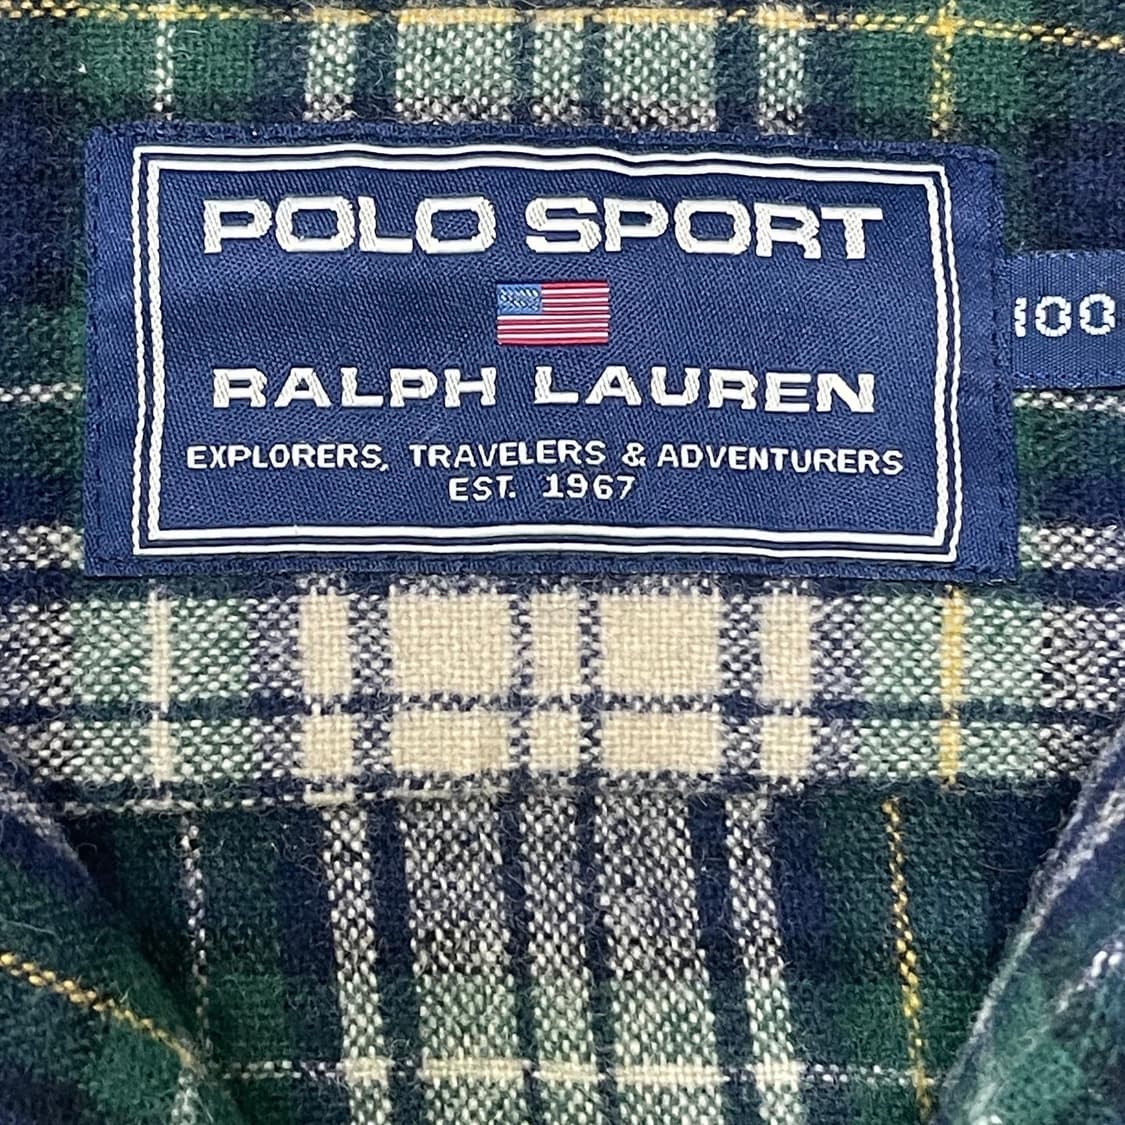 POLO SPORT
RALPH LAUREN
EXPLORERS, TRAVELERS & ADVENTURERS
EST. 1967
100